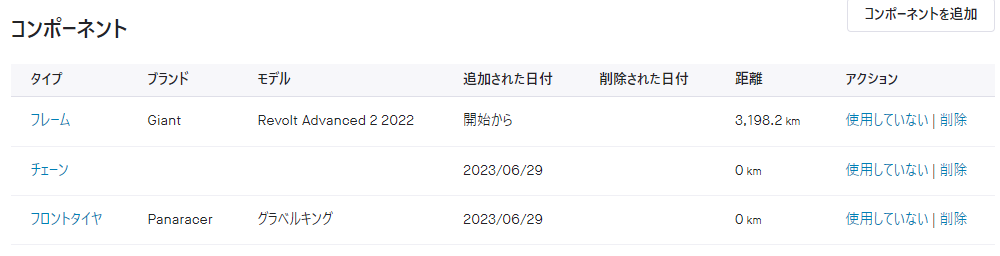 コンポーネントを追加
コンポーネント
タイプ ブランド モデル 追加された日付 削除された日付 距離 アクション
フレーム Giant Revolt Advanced 2 2022 開始から 3,198.2 km 使用していない | 削除
チェーン 2023/06/29 0 km 使用していない | 削除
フロントタイヤ Panaracer グラベルキング 2023/06/29 0 km 使用していない | 削除